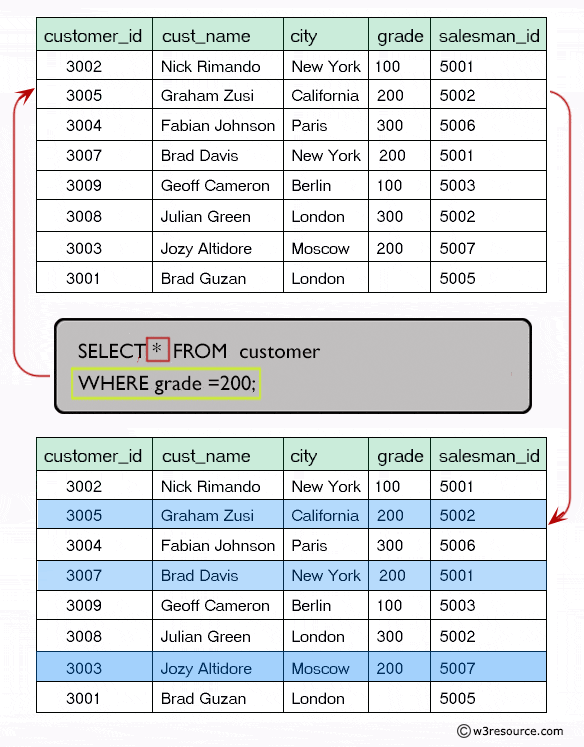 customer_id cust_name city grade salesman_id
3002 Nick Rimando New York 100 5001
3005 Graham Zusi California 200 5002
3004 Fabian Johnson Paris 300 5006
3007 Brad Davis New York 200 5001
3009 Geoff Cameron Berlin 100 5003
3008 Julian Green London 300 5002
3003 Jozy Altidore Moscow 200 5007
3001 Brad Guzan London 5005
SELECT * FROM customer
WHERE grade =200;
customer_id cust_name city grade salesman_id
3002 Nick Rimando New York 100 5001
3005 Graham Zusi California 200 5002
3004 Fabian Johnson Paris 300 5006
3007 Brad Davis New York 200 5001
3009 Geoff Cameron Berlin 100 5003
3008 Julian Green London 300 5002
3003 Jozy Altidore Moscow 200 5007
3001 Brad Guzan London 5005
© w3resource.com